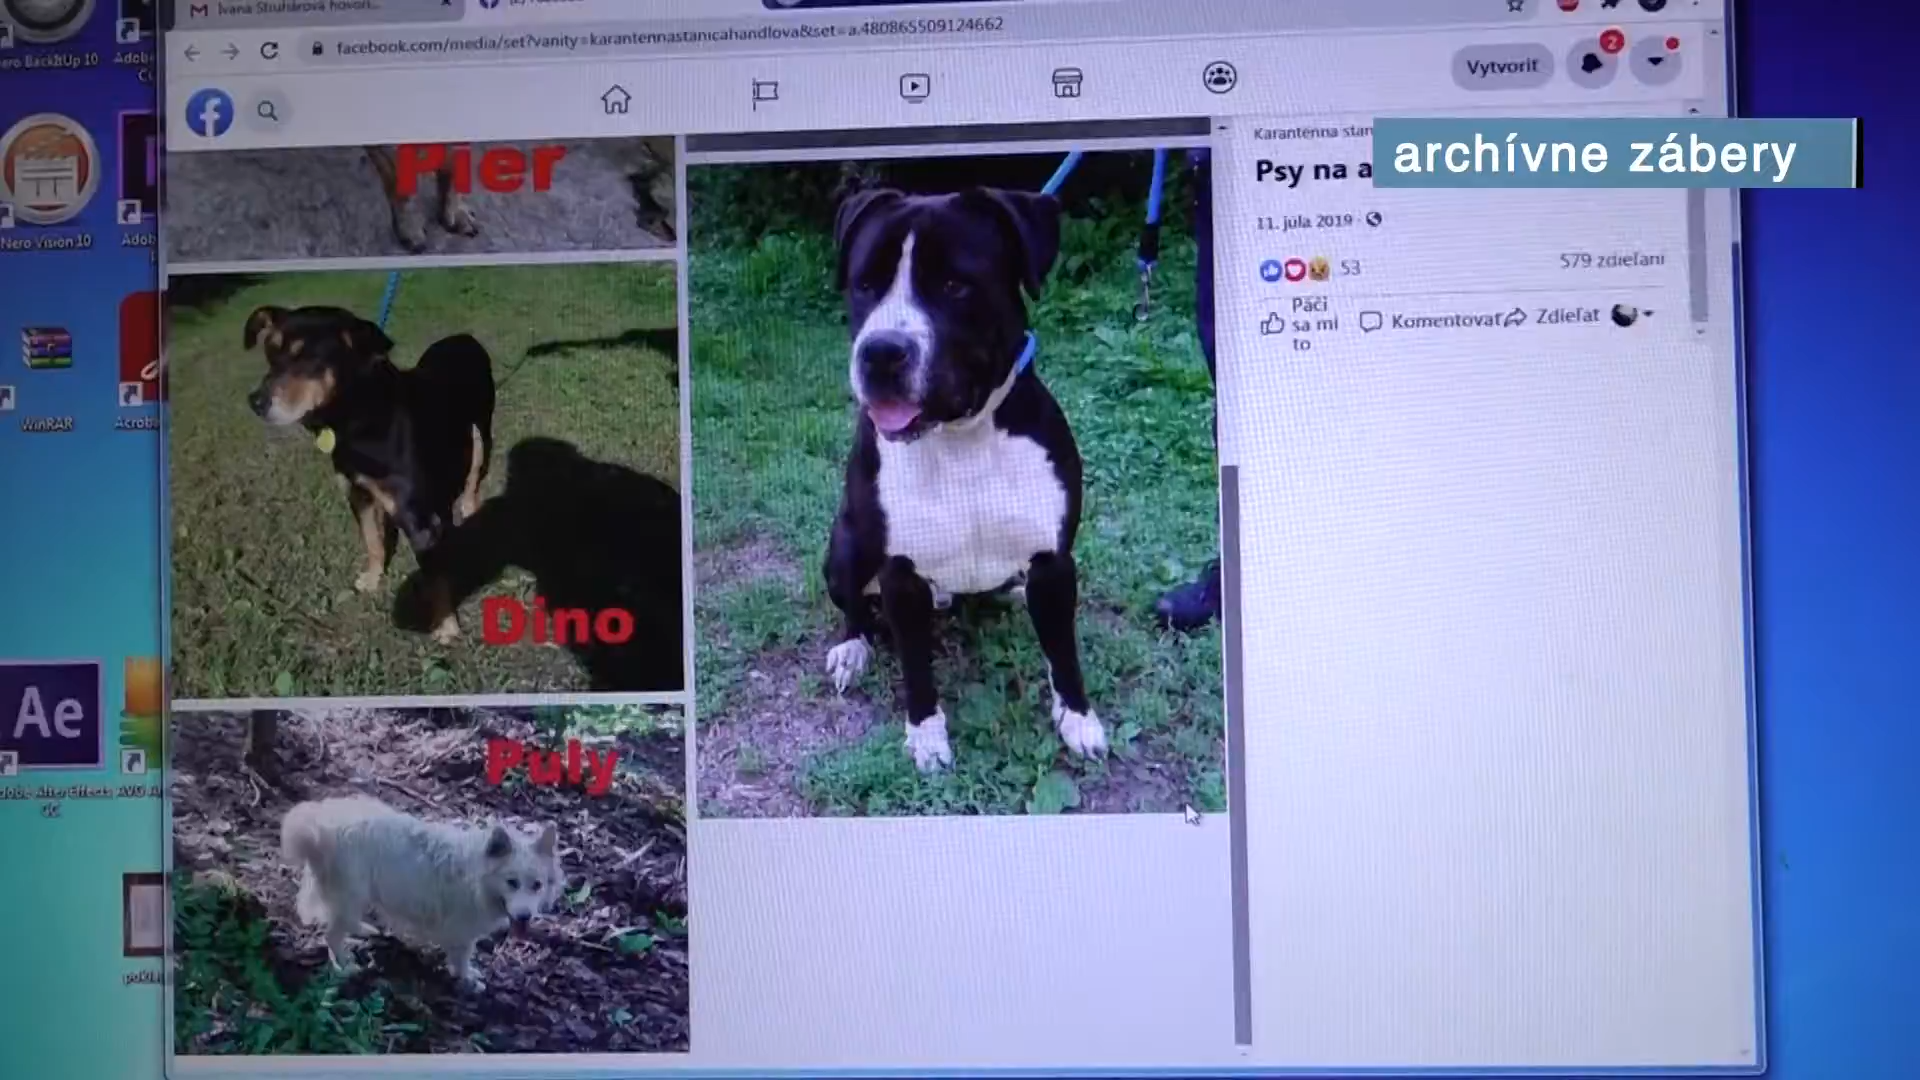 Ivana Struhárová hovorí...
facebook.com/media/set?vanity=karantennastanicahandlova&set=a.480865509124662
Vytvoriť
2
Nero BackItUp 10
Nero Vision 10
WinRAR
Ae
Pier
Dino
Puly
archívne zábery
Karanténna stan
Psy na a
11. júla 2019
53
579 zdieľaní
Páči
sa mi
to
Komentovať
Zdieľať